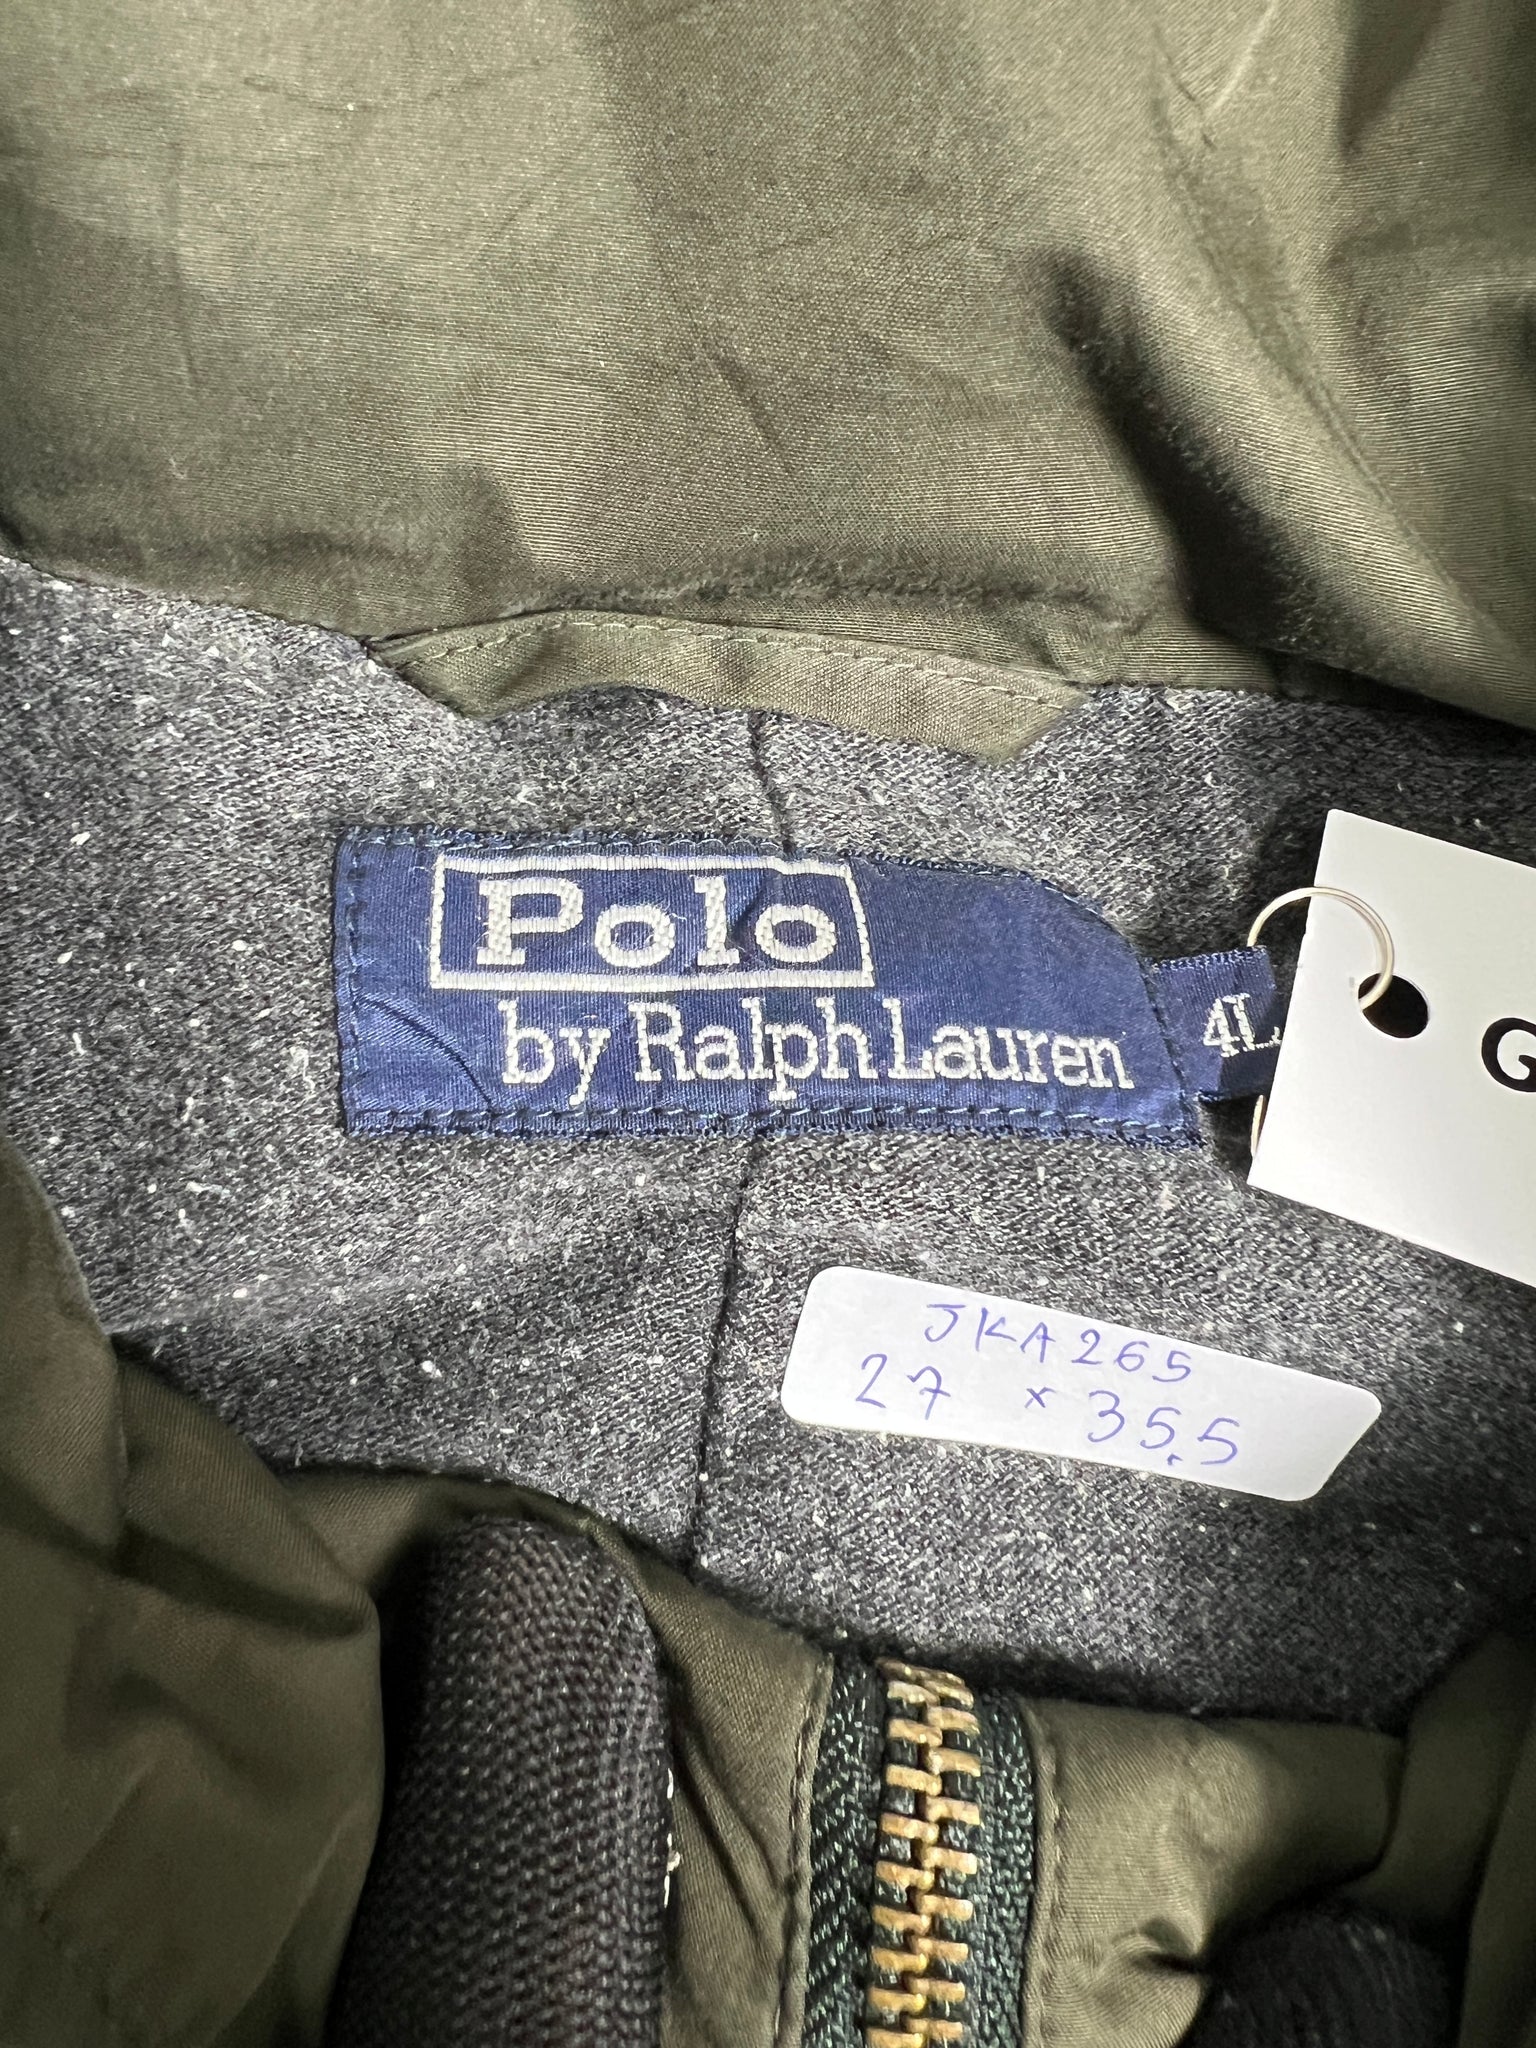 Polo
by Ralph Lauren
4L
G
JKA265
27 x 35.5